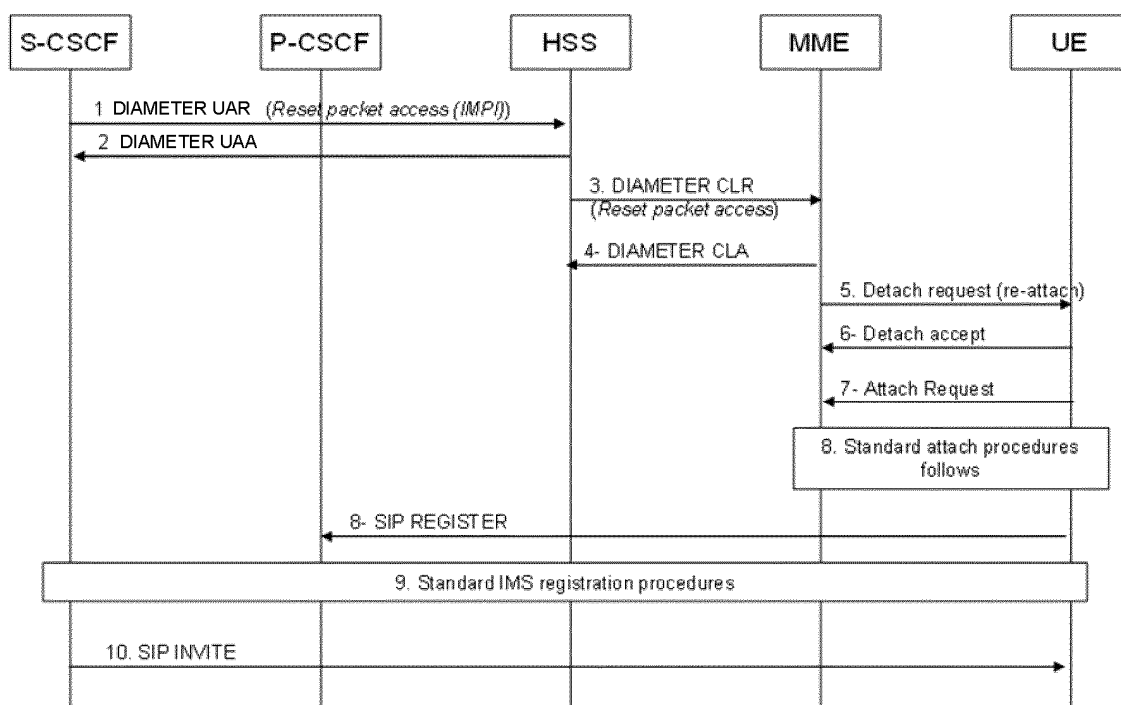 S-CSCF
P-CSCF
HSS
MME
UE
1 DIAMETER UAR (Reset packet access (IMPI))
2 DIAMETER UAA
3. DIAMETER CLR
(Reset packet access)
4- DIAMETER CLA
5. Detach request (re-attach)
6- Detach accept
7- Attach Request
8. Standard attach procedures
follows
8- SIP REGISTER
9. Standard IMS registration procedures
10. SIP INVITE